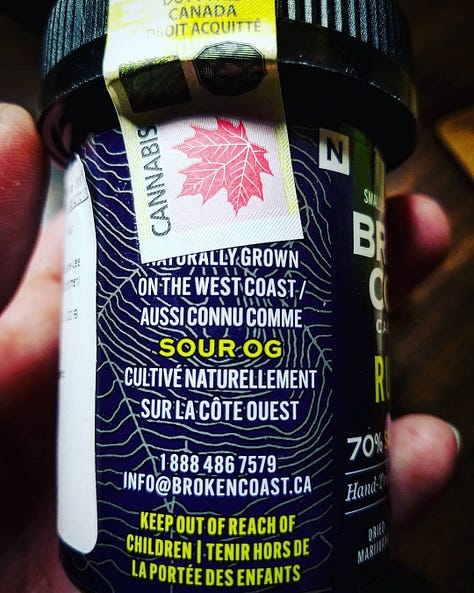 CANADA
DROIT ACQUITTÉ
CANNABIS
NATURALLY GROWN
ON THE WEST COAST /
AUSSI CONNU COMME
SOUR OG
CULTIVÉ NATURELLEMENT
SUR LA CÔTE OUEST
1 888 486 7579
INFO@BROKENCOAST.CA
KEEP OUT OF REACH OF
CHILDREN | TENIR HORS DE
LA PORTÉE DES ENFANTS
N
70%
DRIED